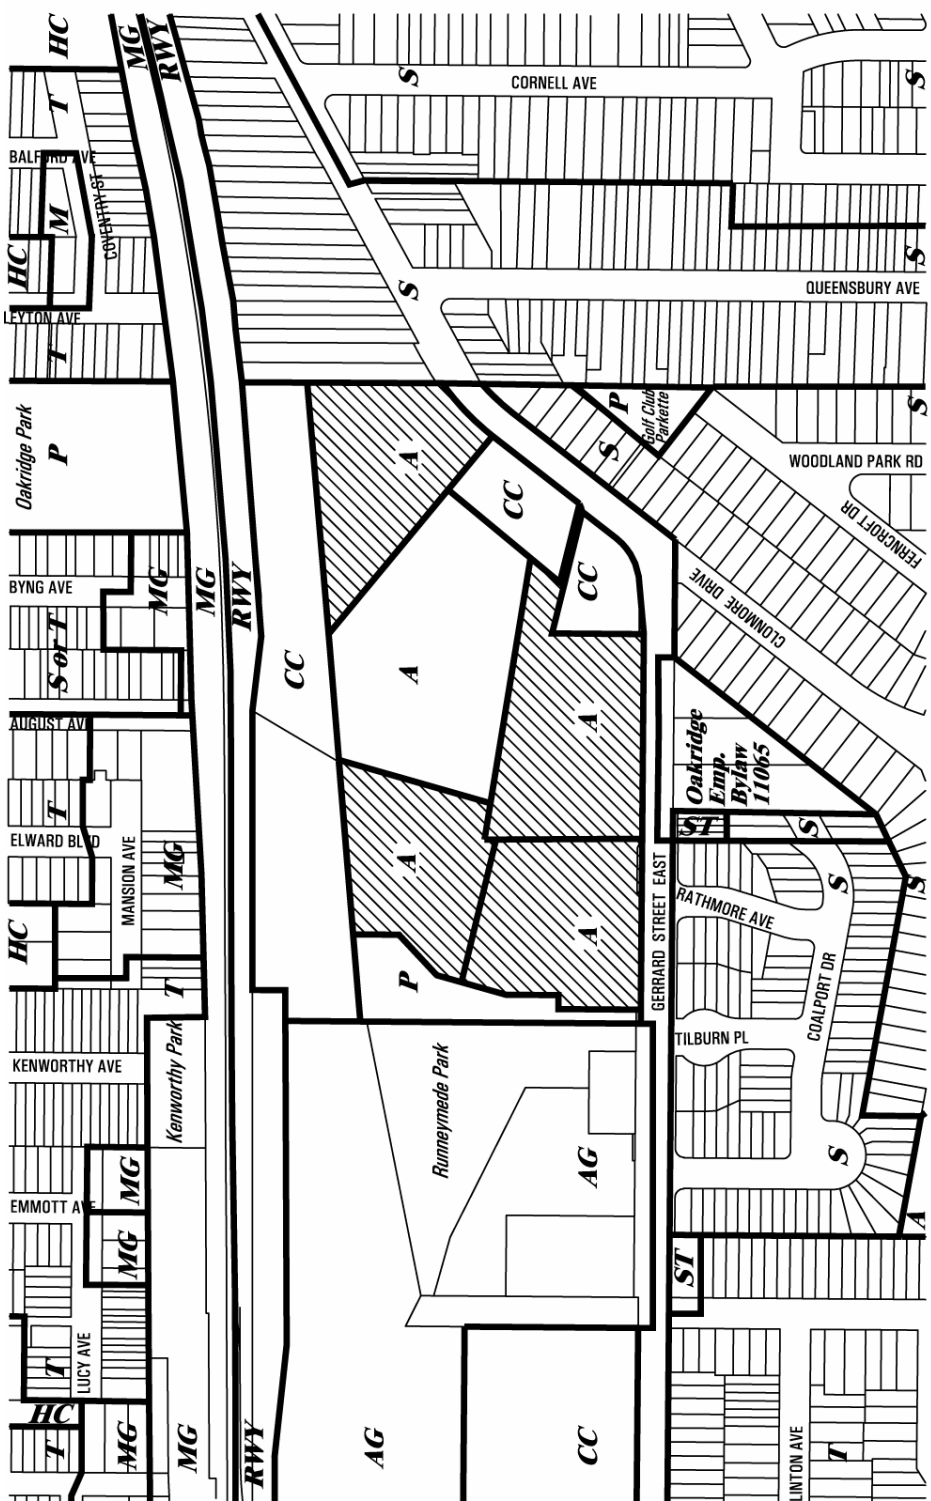 HC
MG
RWY
S
CORNELL AVE
S
T
BALFORD AVE
COVENTRY ST
M
HC
S
S
QUEENSBURY AVE
LEYTON AVE
T
Oakridge Park
P
A
P
Golf Club
Parkette
S
S
WOODLAND PARK RD
CC
FERNCROFT DR
BYNG AVE
MG
MG
RWY
CC
CLONMORE DRIVE
S or T
CC
A
AUGUST AVE
A
Oakridge
Emp.
Bylaw
11065
T
ST
S
ELWARD BLVD
MANSION AVE
MG
A
S
S
RATHMORE AVE
HC
A
GERRARD STREET EAST
T
P
COALPORT DR
TILBURN PL
KENWORTHY AVE
Kenworthy Park
Runneymede Park
MG
AG
S
EMMOTT AVE
MG
A
ST
T
LUCY AVE
HC
T
MG
MG
RWY
AG
CC
LINTON AVE
T